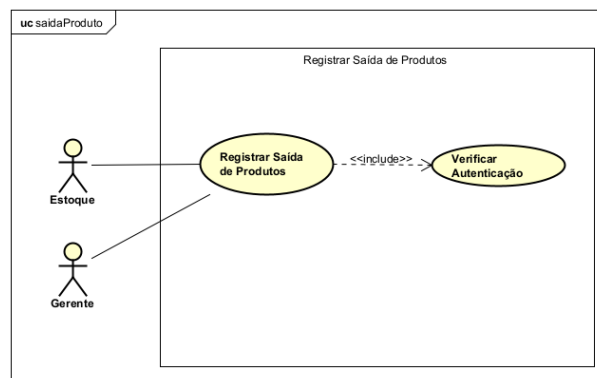 uc saidaProduto
Registrar Saída de Produtos
Estoque
Registrar Saída
de Produtos
<<include>>
Verificar
Autenticação
Gerente